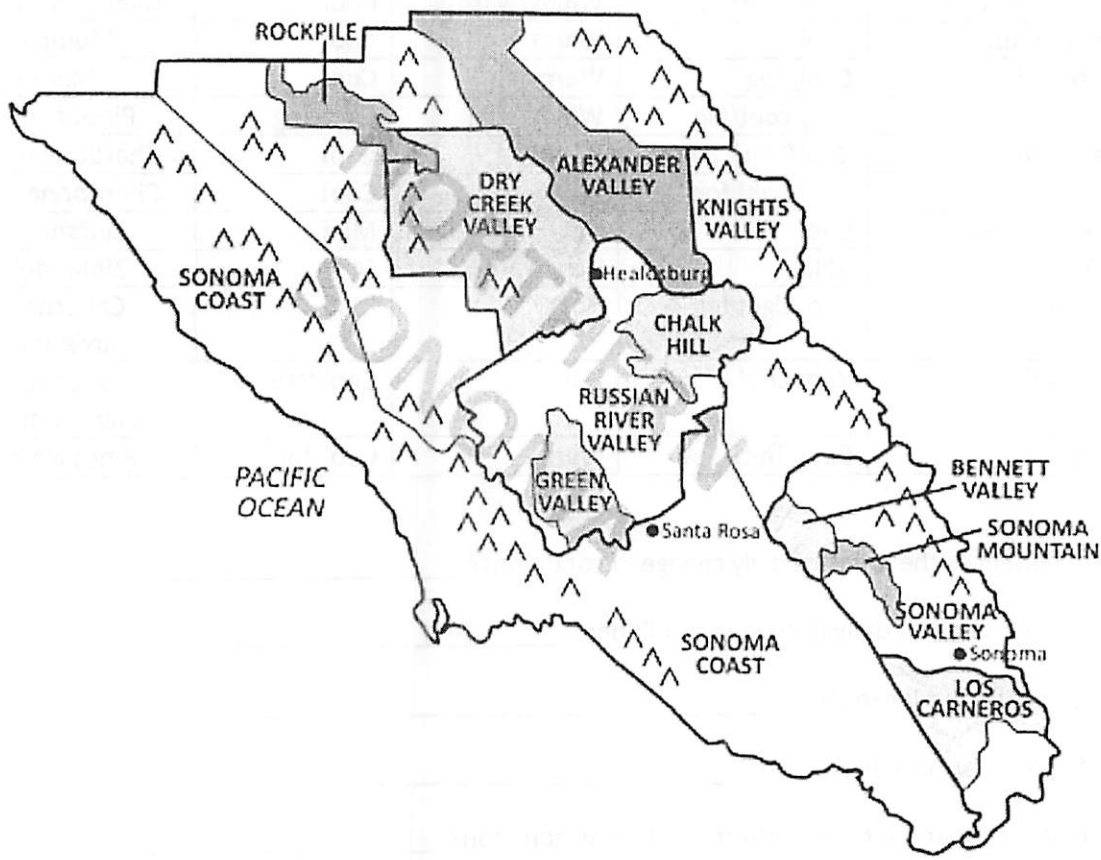 ROCKPILE
ALEXANDER
VALLEY
DRY
CREEK
VALLEY
KNIGHTS
VALLEY
NORTHERN
SONOMA
SONOMA
COAST
Healdsburg
CHALK
HILL
RUSSIAN
RIVER
VALLEY
PACIFIC
OCEAN
GREEN
VALLEY
BENNETT
VALLEY
Santa Rosa
SONOMA
MOUNTAIN
SONOMA
VALLEY
SONOMA
COAST
Sonoma
LOS
CARNEROS